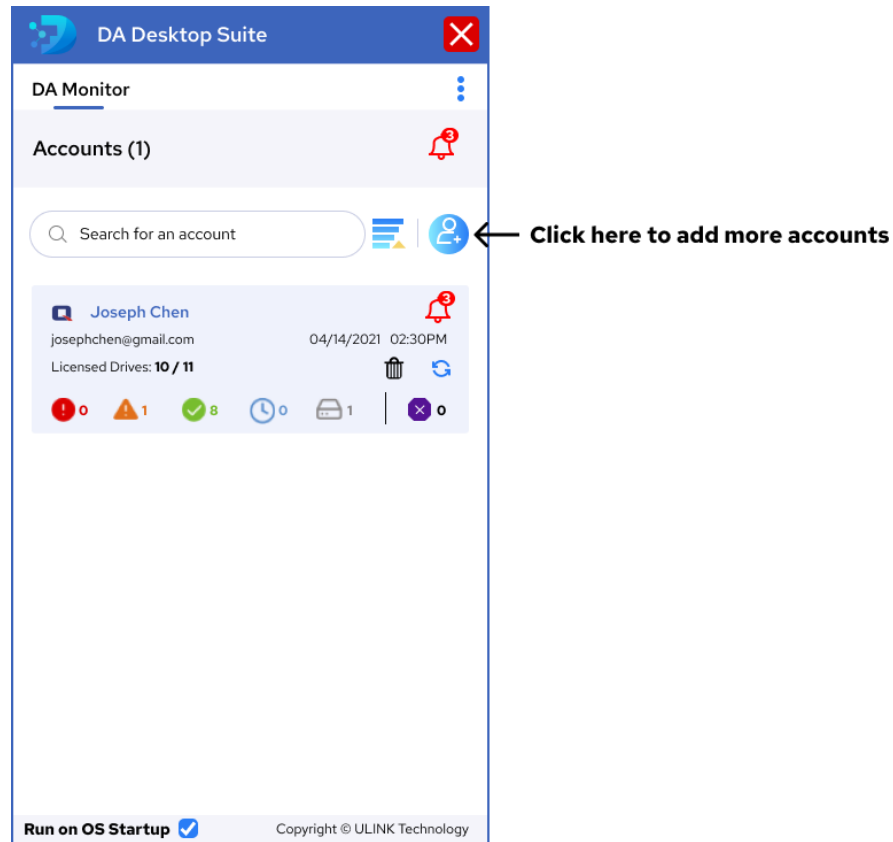 DA Desktop Suite
DA Monitor
Accounts (1)
3
Search for an account
Click here to add more accounts
Joseph Chen
3
josephchen@gmail.com 04/14/2021 02:30PM
Licensed Drives: 10 / 11
0 1 8 0 1 0
Run on OS Startup Copyright © ULINK Technology